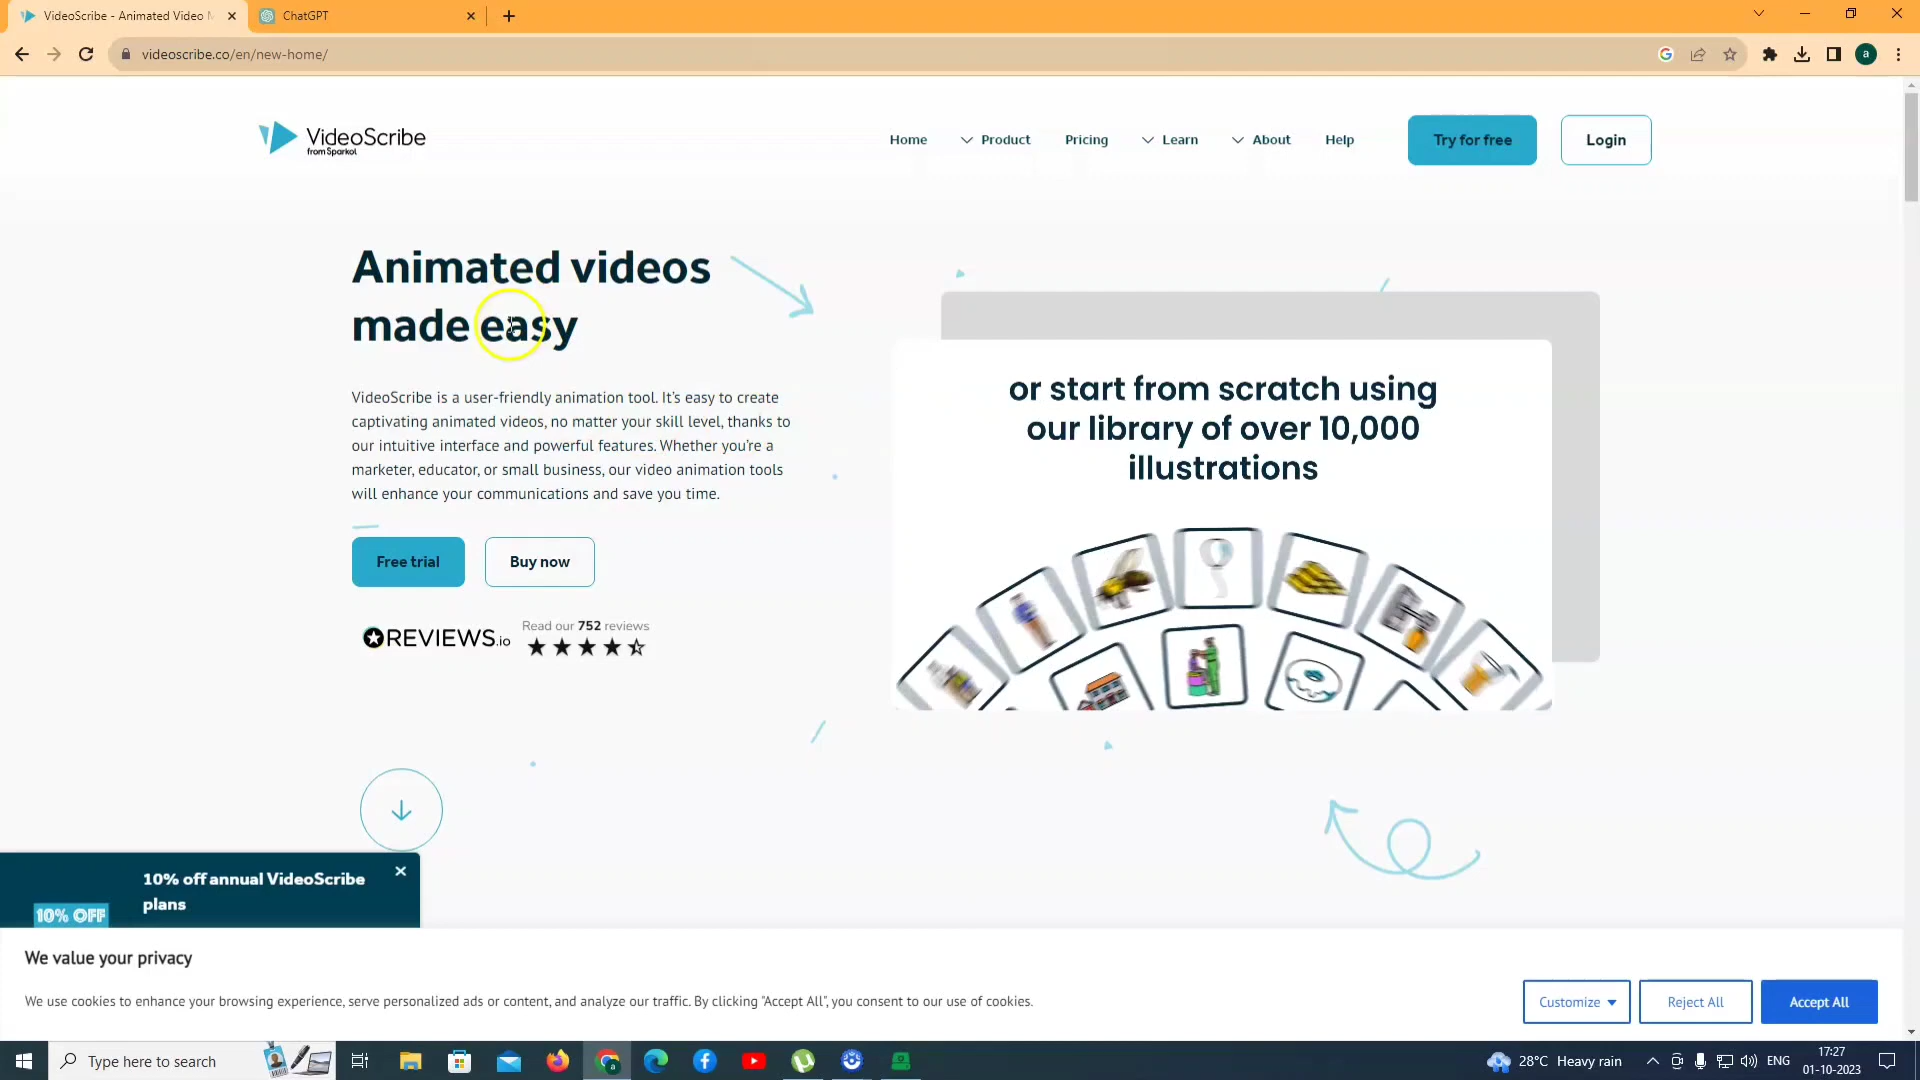 VideoScribe - Animated Video M
ChatGPT
videoscribe.co/en/new-home/
a
VideoScribe
from Sparkol
Home
Product
Pricing
Learn
About
Help
Try for free
Login
Animated videos
made easy
VideoScribe is a user-friendly animation tool. It's easy to create
captivating animated videos, no matter your skill level, thanks to
our intuitive interface and powerful features. Whether you're a
marketer, educator, or small business, our video animation tools
will enhance your communications and save you time.
Free trial
Buy now
REVIEWS.io
Read our 752 reviews
or start from scratch using
our library of over 10,000
illustrations
10% off annual VideoScribe
plans
10% OFF
We value your privacy
We use cookies to enhance your browsing experience, serve personalized ads or content, and analyze our traffic. By clicking "Accept All", you consent to our use of cookies.
Customize
Reject All
Accept All
Type here to search
28°C Heavy rain
ENG
17:27
01-10-2023